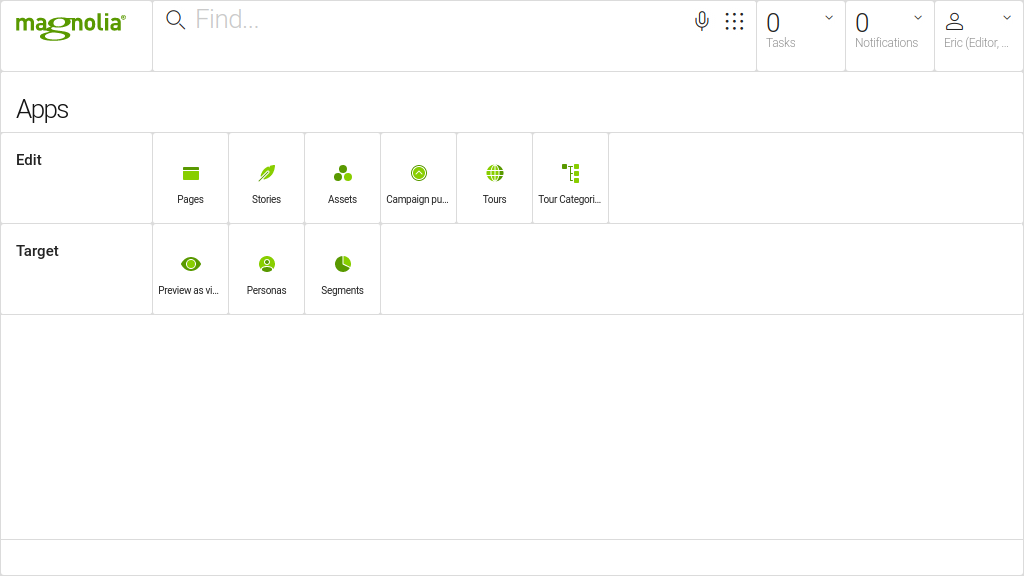 magnolia®
Find...
0
Tasks
0
Notifications
Eric (Editor, ...
Apps
Edit
Pages
Stories
Assets
Campaign pu...
Tours
Tour Categori...
Target
Preview as vi...
Personas
Segments